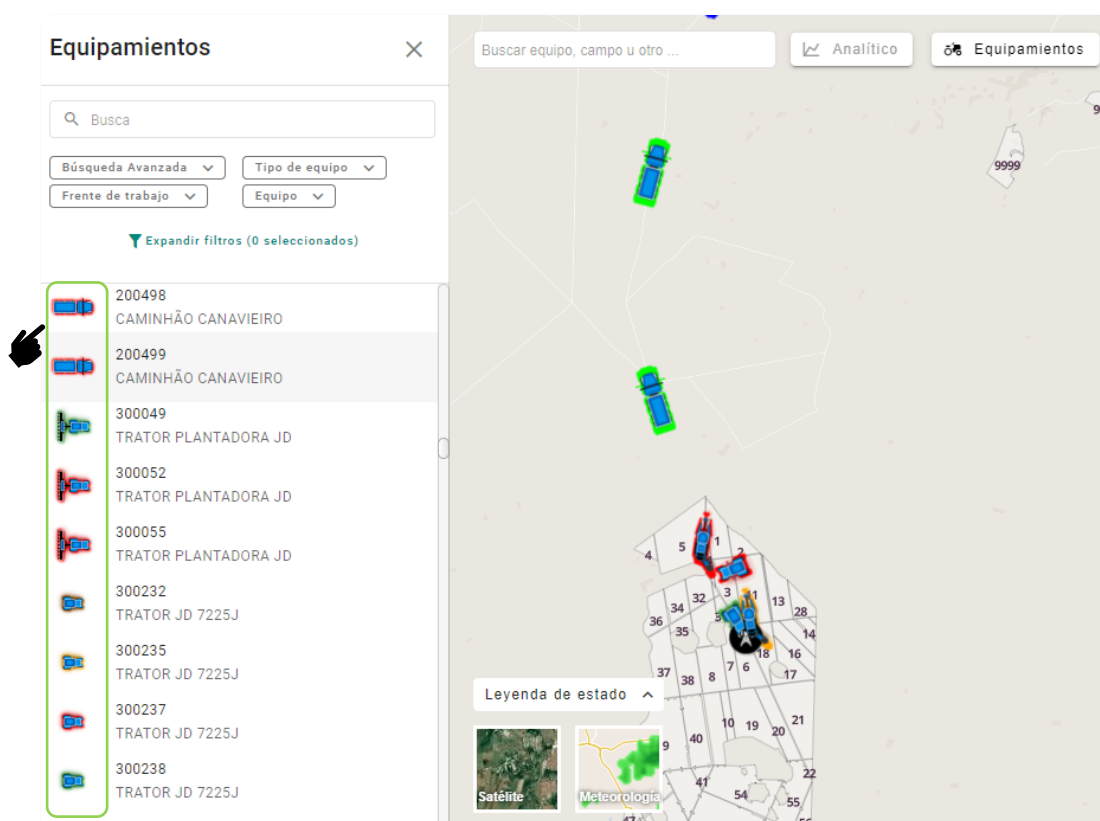 Equipamientos
Buscar equipo, campo u otro ...
Analítico
Equipamientos
Busca
Búsqueda Avanzada
Tipo de equipo
Frente de trabajo
Equipo
Expandir filtros (0 seleccionados)
200498
CAMINHÃO CANAVIEIRO
200499
CAMINHÃO CANAVIEIRO
300049
TRATOR PLANTADORA JD
300052
TRATOR PLANTADORA JD
300055
TRATOR PLANTADORA JD
300232
TRATOR JD 7225J
300235
TRATOR JD 7225J
300237
TRATOR JD 7225J
300238
TRATOR JD 7225J
9
9999
4
5
1
2
36
34
32
3
13
28
35
14
18
16
37
38
8
7
6
17
10
19
20
21
9
40
41
22
54
55
47
Leyenda de estado
Satélite
Meteorología